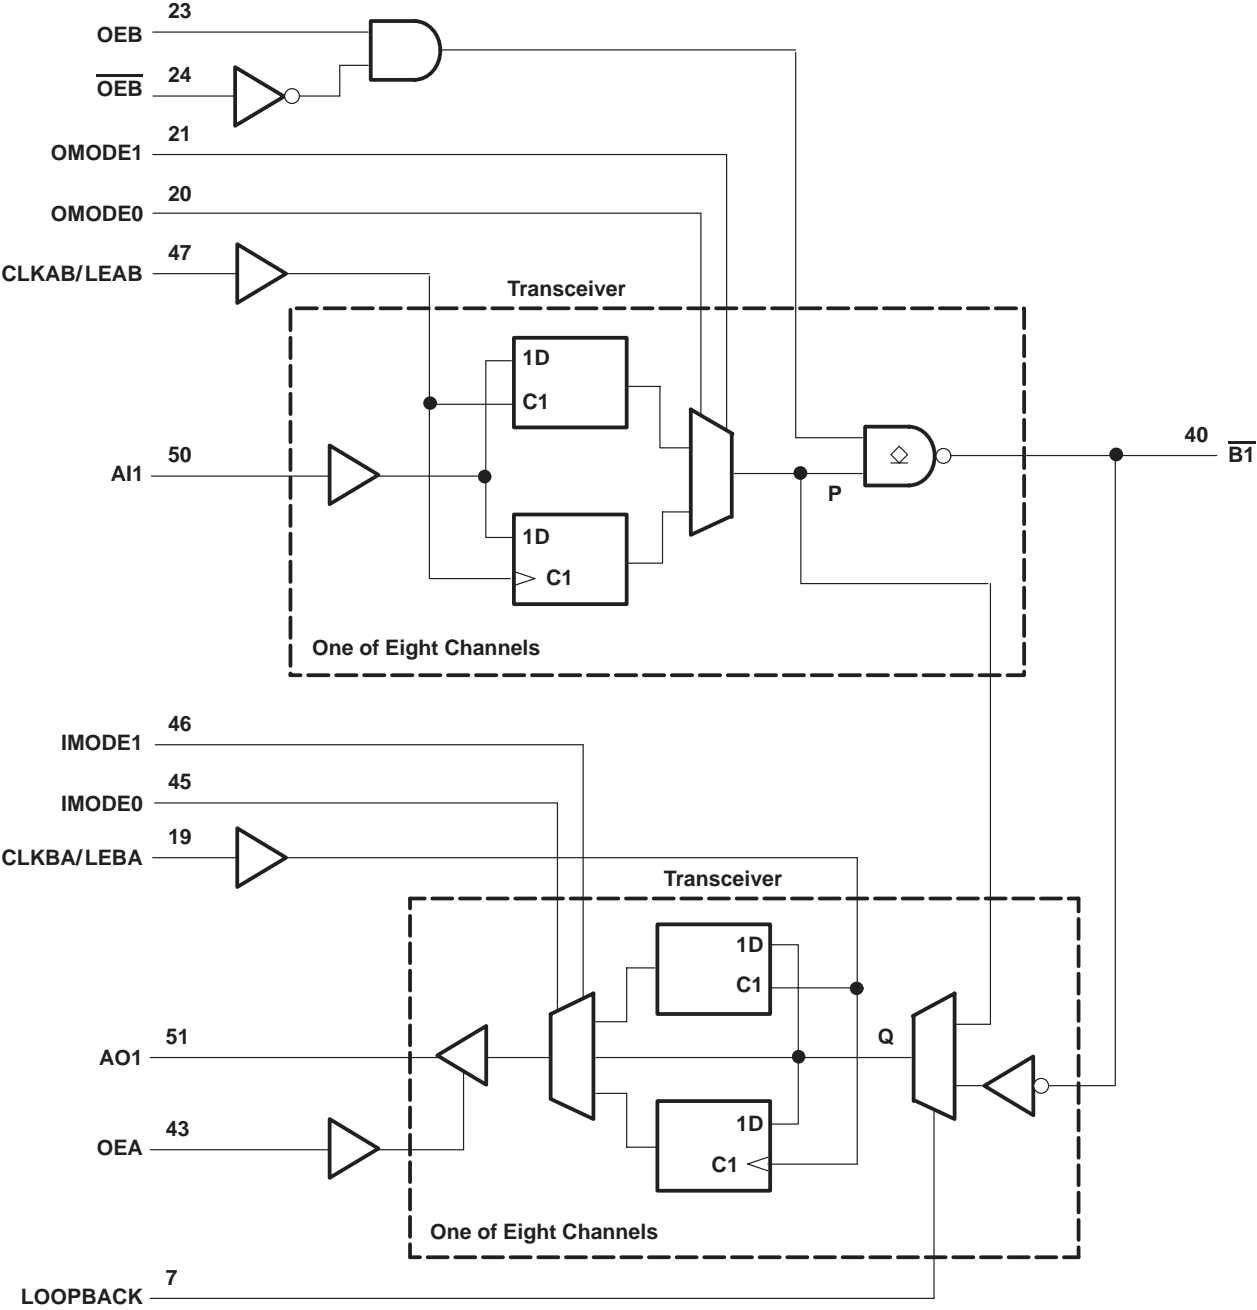 23
OEB
24
OEB
21
OMODE1
20
OMODE0
47
CLKAB/LEAB
Transceiver
1D
C1
50
AI1
40
B1
P
1D
C1
One of Eight Channels
46
IMODE1
45
IMODE0
19
CLKBA/LEBA
Transceiver
1D
C1
Q
51
AO1
1D
43
OEA
C1
One of Eight Channels
7
LOOPBACK